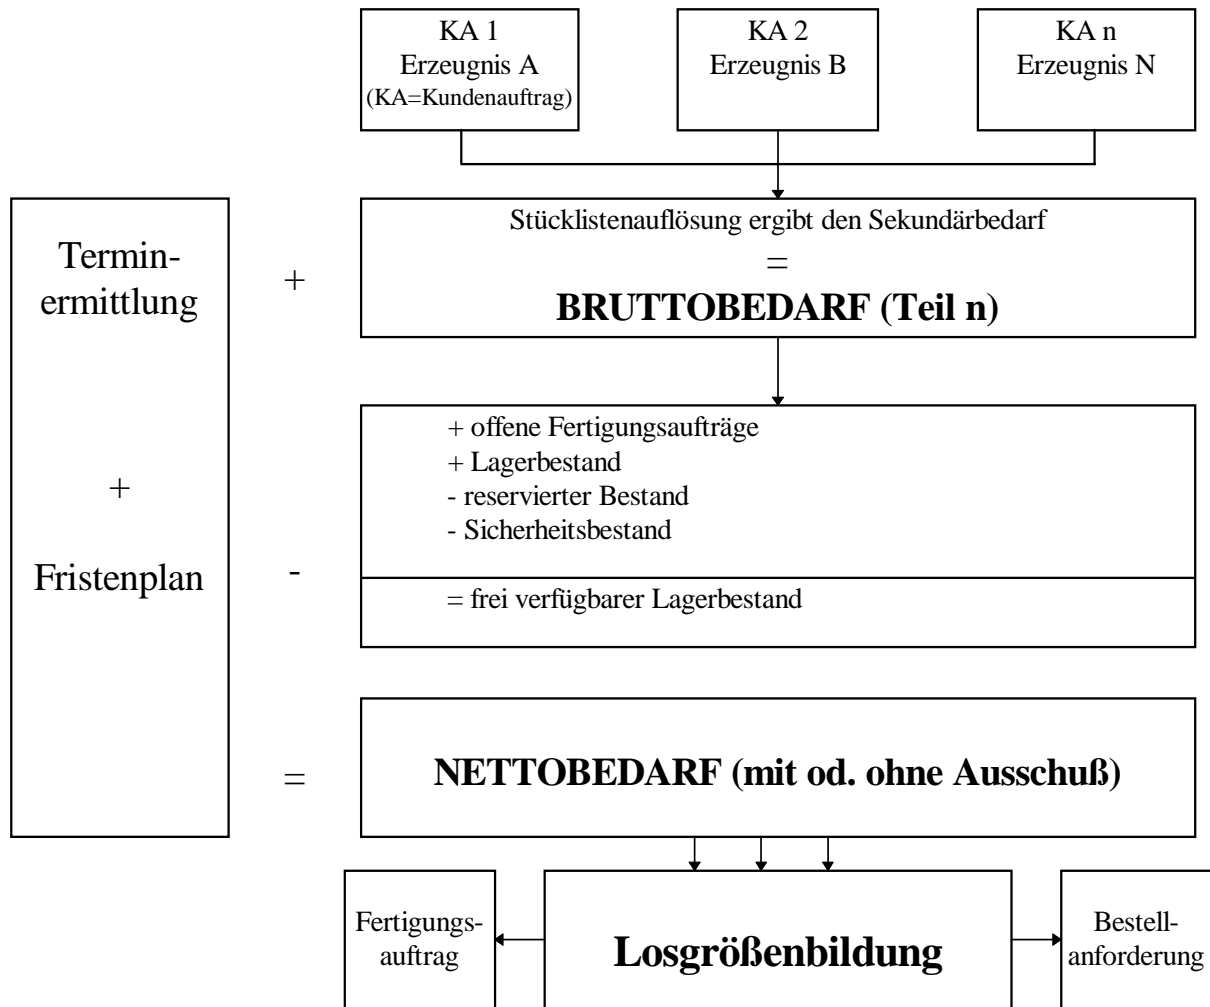 KA 1
Erzeugnis A
(KA=Kundenauftrag)
KA 2
Erzeugnis B
KA n
Erzeugnis N
Termin-
ermittlung
+
Fristenplan
+
Stücklistenauflösung ergibt den Sekundärbedarf
=
BRUTTOBEDARF (Teil n)
-
+ offene Fertigungsaufträge
+ Lagerbestand
- reservierter Bestand
- Sicherheitsbestand
= frei verfügbarer Lagerbestand
=
NETTOBEDARF (mit od. ohne Ausschuß)
Fertigungs-
auftrag
Losgrößenbildung
Bestell-
anforderung